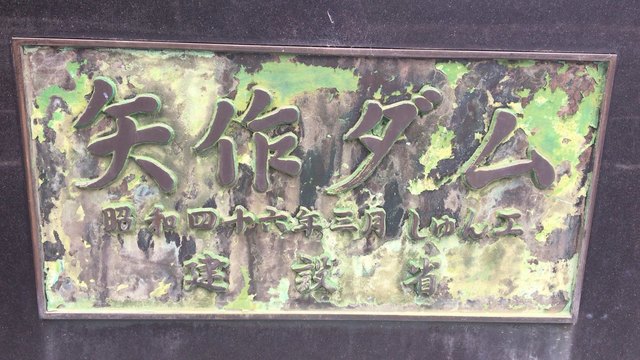 矢作ダム
昭和四十六年三月しゅん工
建設省